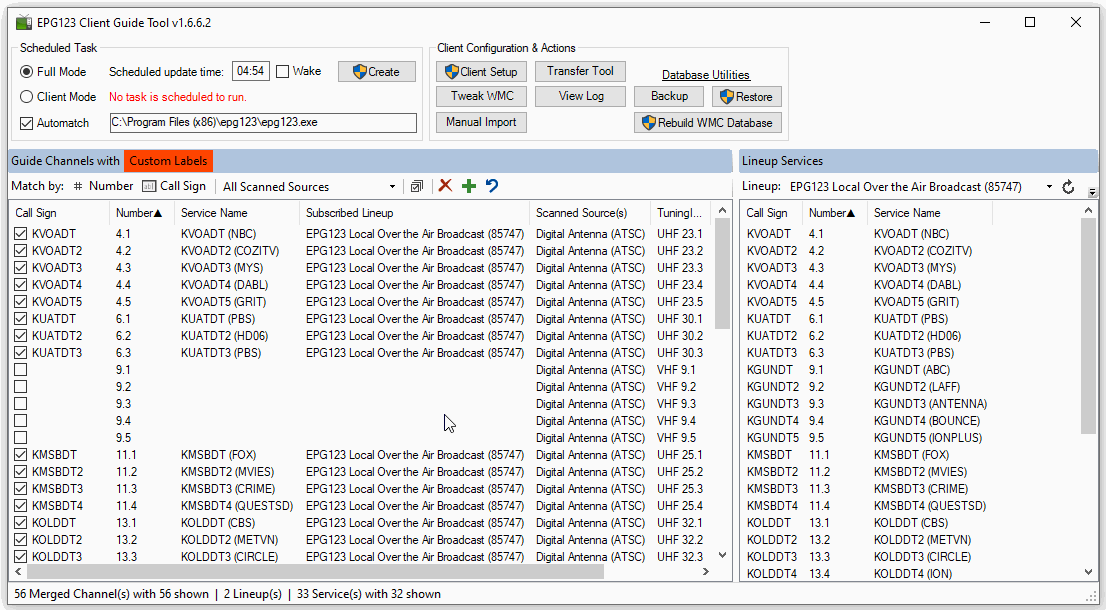 EPG123 Client Guide Tool v1.6.6.2
Scheduled Task
Full Mode Scheduled update time: 04:54 Wake Create
Client Mode No task is scheduled to run.
Automatch C:\Program Files (x86)\epg123\epg123.exe
Client Configuration & Actions
Client Setup Transfer Tool Database Utilities
Tweak WMC View Log Backup Restore
Manual Import Rebuild WMC Database
Guide Channels with Custom Labels
Match by: # Number abl Call Sign All Scanned Sources
Call Sign Number▲ Service Name Subscribed Lineup Scanned Source(s) TuningI...
KVOADT 4.1 KVOADT (NBC) EPG123 Local Over the Air Broadcast (85747) Digital Antenna (ATSC) UHF 23.1
KVOADT2 4.2 KVOADT2 (COZITV) EPG123 Local Over the Air Broadcast (85747) Digital Antenna (ATSC) UHF 23.2
KVOADT3 4.3 KVOADT3 (MYS) EPG123 Local Over the Air Broadcast (85747) Digital Antenna (ATSC) UHF 23.3
KVOADT4 4.4 KVOADT4 (DABL) EPG123 Local Over the Air Broadcast (85747) Digital Antenna (ATSC) UHF 23.4
KVOADT5 4.5 KVOADT5 (GRIT) EPG123 Local Over the Air Broadcast (85747) Digital Antenna (ATSC) UHF 23.5
KUATDT 6.1 KUATDT (PBS) EPG123 Local Over the Air Broadcast (85747) Digital Antenna (ATSC) UHF 30.1
KUATDT2 6.2 KUATDT2 (HD06) EPG123 Local Over the Air Broadcast (85747) Digital Antenna (ATSC) UHF 30.2
KUATDT3 6.3 KUATDT3 (PBS) EPG123 Local Over the Air Broadcast (85747) Digital Antenna (ATSC) UHF 30.3
9.1 Digital Antenna (ATSC) VHF 9.1
9.2 Digital Antenna (ATSC) VHF 9.2
9.3 Digital Antenna (ATSC) VHF 9.3
9.4 Digital Antenna (ATSC) VHF 9.4
9.5 Digital Antenna (ATSC) VHF 9.5
KMSBDT 11.1 KMSBDT (FOX) EPG123 Local Over the Air Broadcast (85747) Digital Antenna (ATSC) UHF 25.1
KMSBDT2 11.2 KMSBDT2 (MVIES) EPG123 Local Over the Air Broadcast (85747) Digital Antenna (ATSC) UHF 25.2
KMSBDT3 11.3 KMSBDT3 (CRIME) EPG123 Local Over the Air Broadcast (85747) Digital Antenna (ATSC) UHF 25.3
KMSBDT4 11.4 KMSBDT4 (QUESTSD) EPG123 Local Over the Air Broadcast (85747) Digital Antenna (ATSC) UHF 25.4
KOLDDT 13.1 KOLDDT (CBS) EPG123 Local Over the Air Broadcast (85747) Digital Antenna (ATSC) UHF 32.1
KOLDDT2 13.2 KOLDDT2 (METVN) EPG123 Local Over the Air Broadcast (85747) Digital Antenna (ATSC) UHF 32.2
KOLDDT3 13.3 KOLDDT3 (CIRCLE) EPG123 Local Over the Air Broadcast (85747) Digital Antenna (ATSC) UHF 32.3
Lineup Services
Lineup: EPG123 Local Over the Air Broadcast (85747)
Call Sign Number▲ Service Name
KVOADT 4.1 KVOADT (NBC)
KVOADT2 4.2 KVOADT2 (COZITV)
KVOADT3 4.3 KVOADT3 (MYS)
KVOADT4 4.4 KVOADT4 (DABL)
KVOADT5 4.5 KVOADT5 (GRIT)
KUATDT 6.1 KUATDT (PBS)
KUATDT2 6.2 KUATDT2 (HD06)
KUATDT3 6.3 KUATDT3 (PBS)
KGUNDT 9.1 KGUNDT (ABC)
KGUNDT2 9.2 KGUNDT2 (LAFF)
KGUNDT3 9.3 KGUNDT3 (ANTENNA)
KGUNDT4 9.4 KGUNDT4 (BOUNCE)
KGUNDT5 9.5 KGUNDT5 (IONPLUS)
KMSBDT 11.1 KMSBDT (FOX)
KMSBDT2 11.2 KMSBDT2 (MVIES)
KMSBDT3 11.3 KMSBDT3 (CRIME)
KMSBDT4 11.4 KMSBDT4 (QUESTSD)
KOLDDT 13.1 KOLDDT (CBS)
KOLDDT2 13.2 KOLDDT2 (METVN)
KOLDDT3 13.3 KOLDDT3 (CIRCLE)
KOLDDT4 13.4 KOLDDT4 (ION)
56 Merged Channel(s) with 56 shown | 2 Lineup(s) | 33 Service(s) with 32 shown